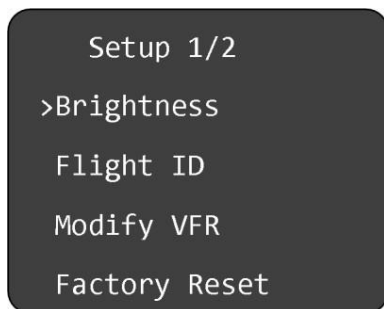 Setup 1/2
>Brightness
Flight ID
Modify VFR
Factory Reset